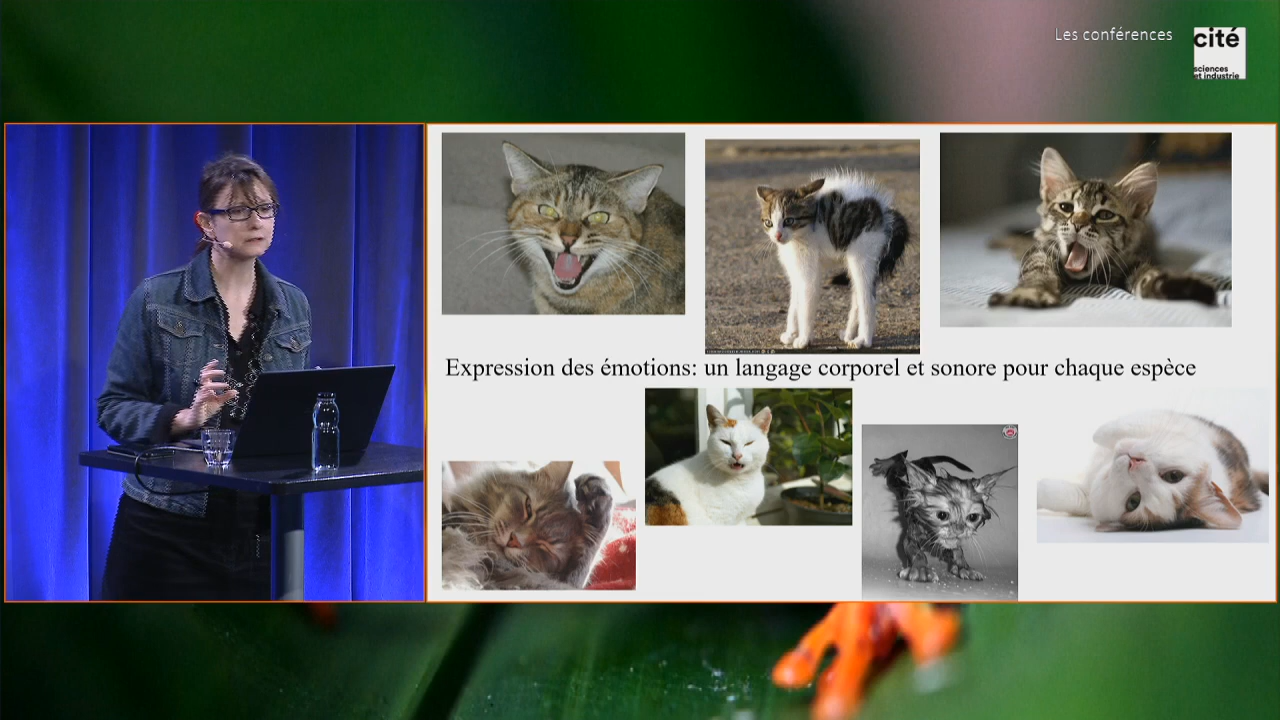 Les conférences
cité
sciences
et industrie
Expression des émotions: un langage corporel et sonore pour chaque espèce